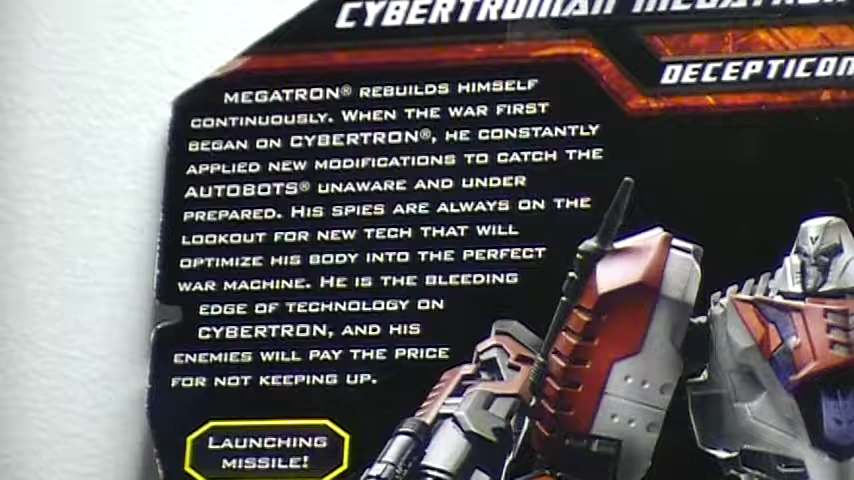 CYBERTRONIAN MEGATRON
DECEPTICON
MEGATRON® REBUILDS HIMSELF
CONTINUOUSLY. WHEN THE WAR FIRST
BEGAN ON CYBERTRON®, HE CONSTANTLY
APPLIED NEW MODIFICATIONS TO CATCH THE
AUTOBOTS® UNAWARE AND UNDER
PREPARED. HIS SPIES ARE ALWAYS ON THE
LOOKOUT FOR NEW TECH THAT WILL
OPTIMIZE HIS BODY INTO THE PERFECT
WAR MACHINE. HE IS THE BLEEDING
EDGE OF TECHNOLOGY ON
CYBERTRON, AND HIS
ENEMIES WILL PAY THE PRICE
FOR NOT KEEPING UP.
LAUNCHING
MISSILE!